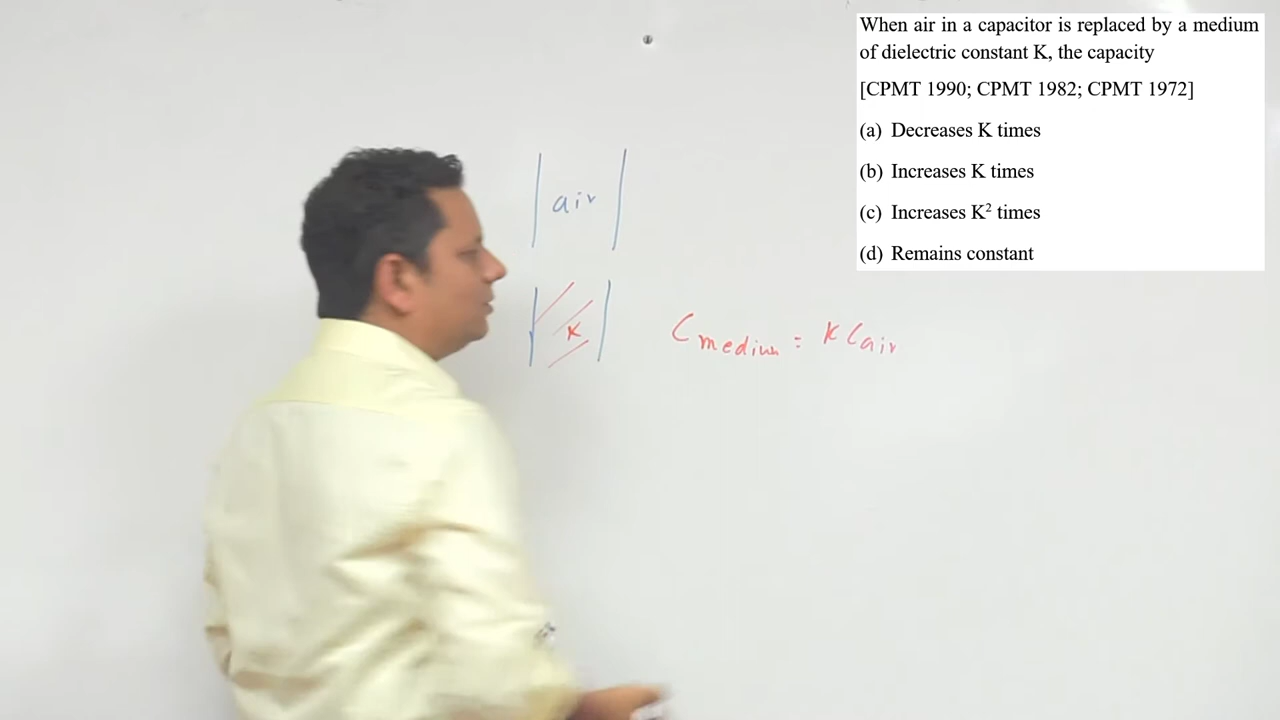 When air in a capacitor is replaced by a medium
of dielectric constant K, the capacity
[CPMT 1990; CPMT 1982; CPMT 1972]
(a) Decreases K times
(b) Increases K times
(c) Increases K² times
(d) Remains constant
air
K
Cmedium = K Cair